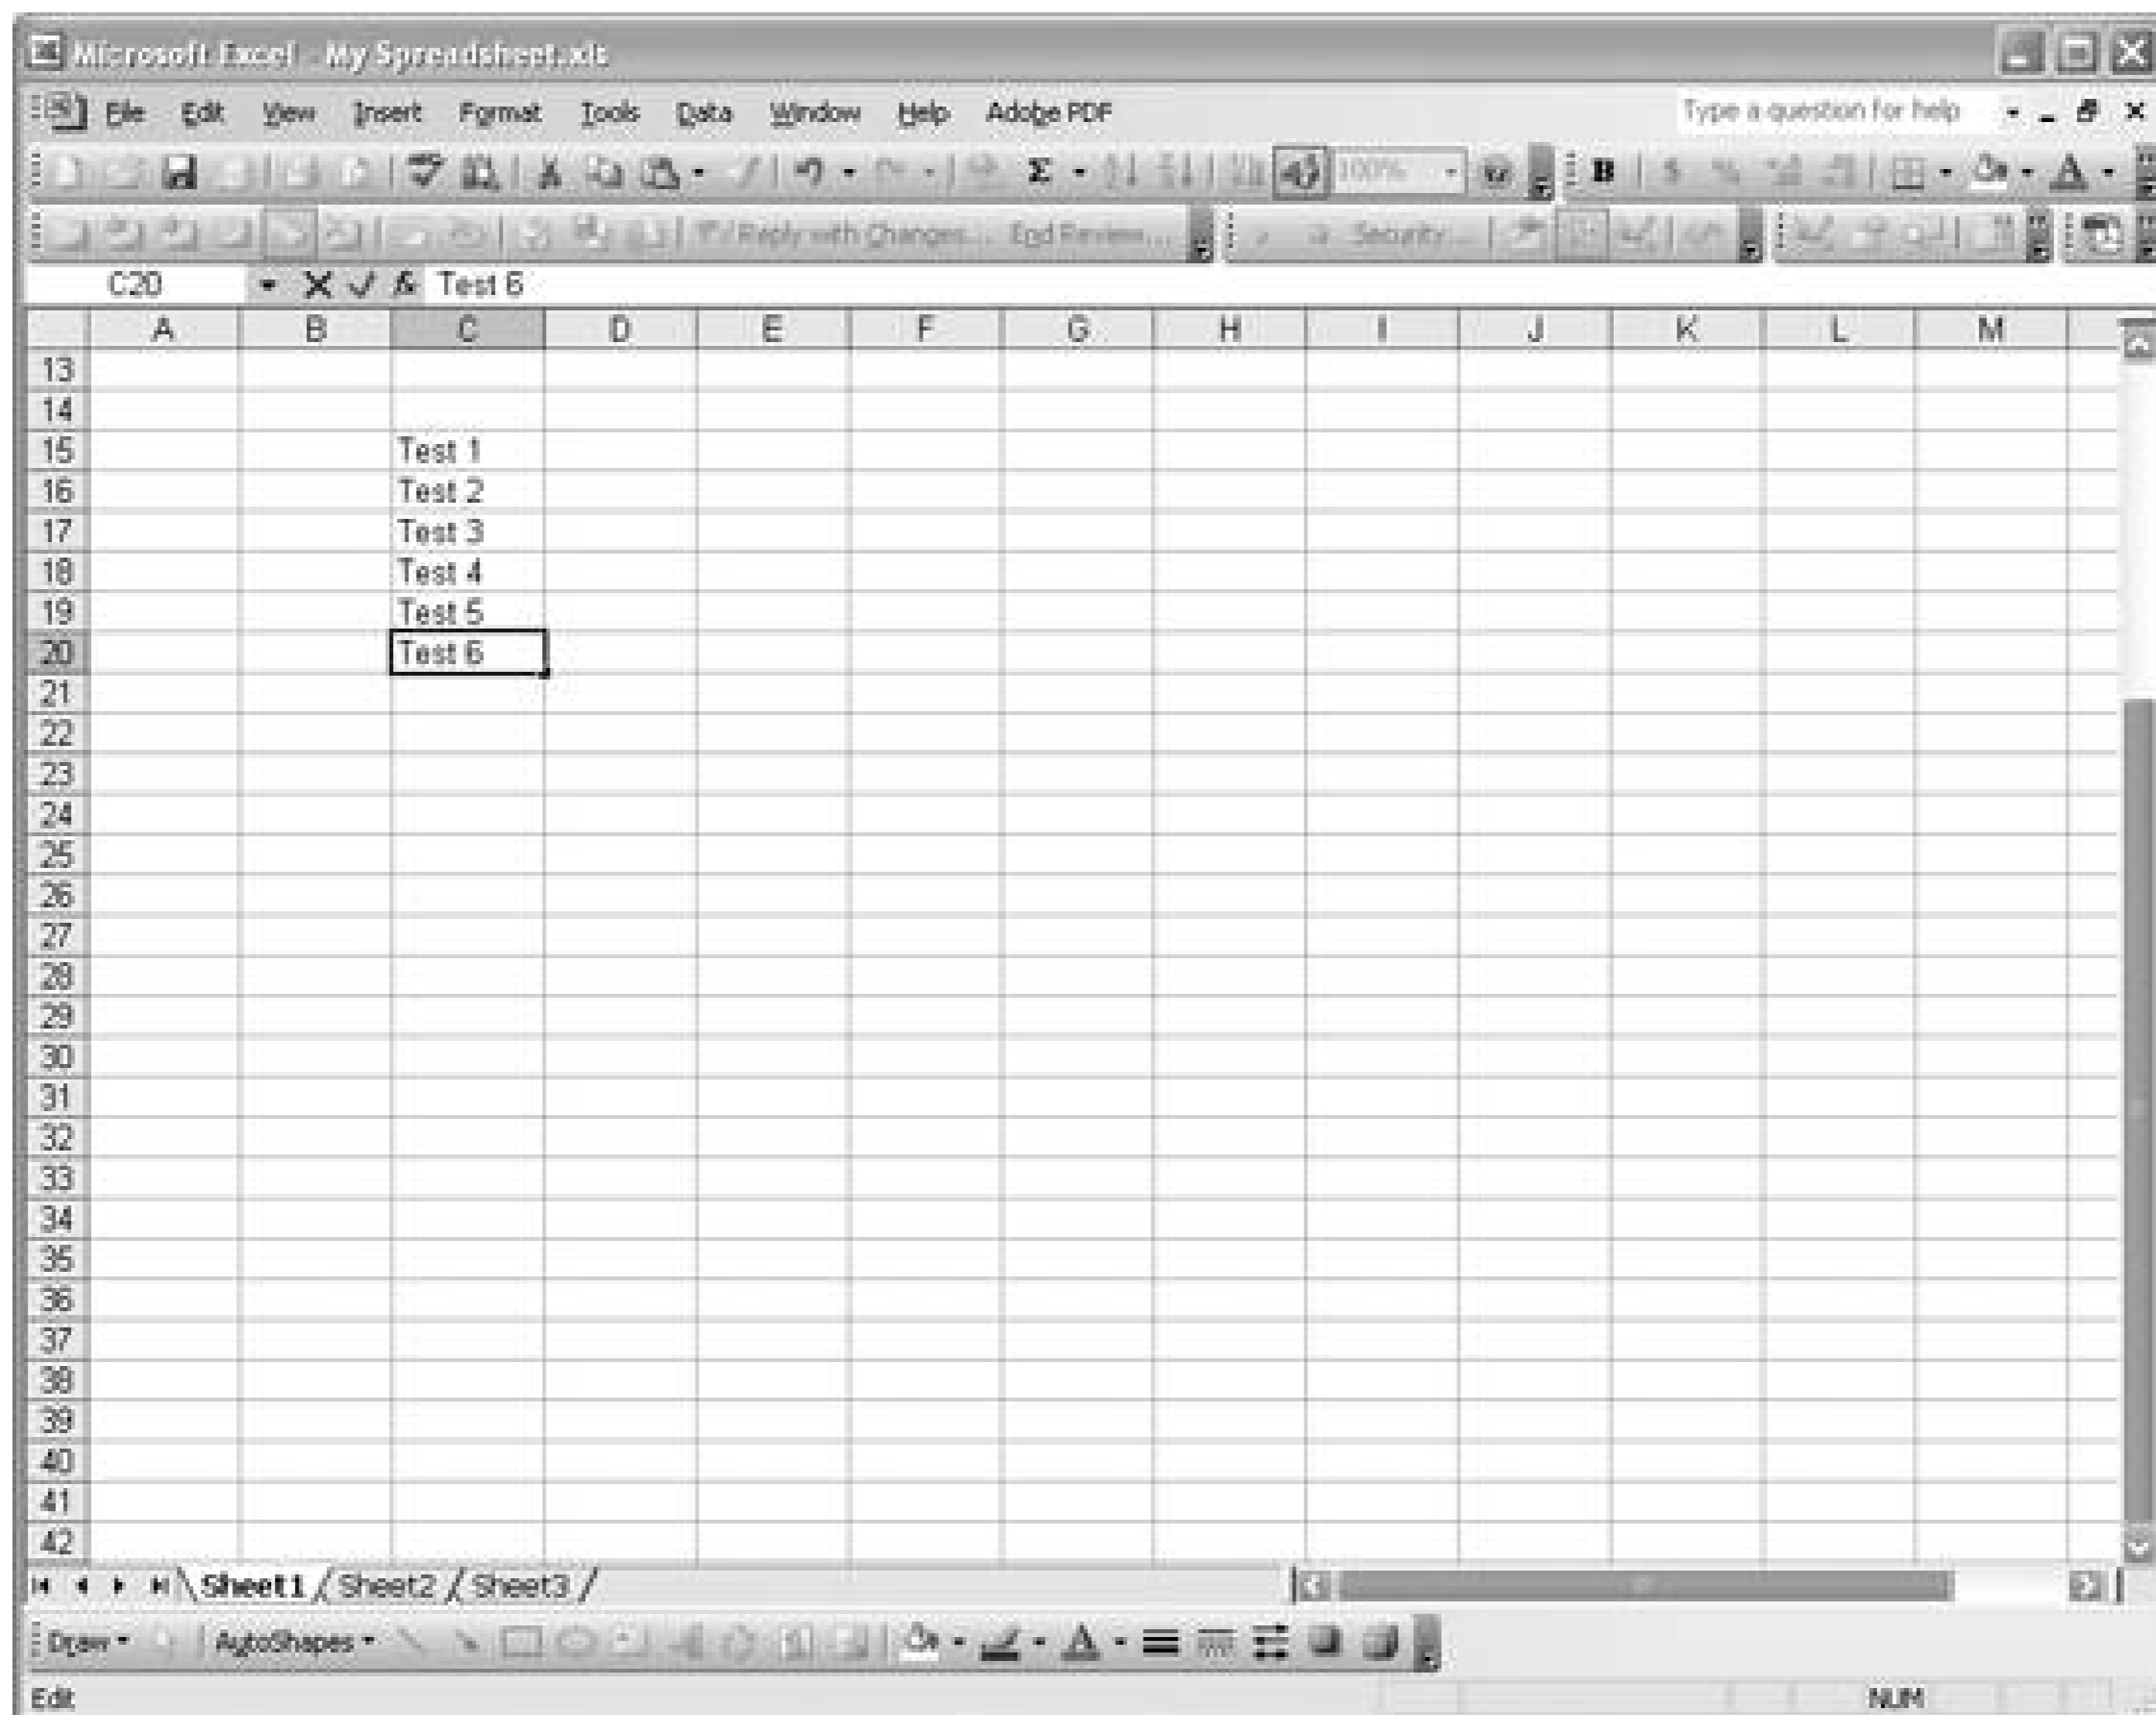 Microsoft Excel - My Spreadsheet.xlt
File Edit View Insert Format Tools Data Window Help Adobe PDF Type a question for help
Σ 100% B $ % A
Reply with Changes... End Review... Security...
C20 fx Test 6
A B C D E F G H I J K L M
13
14
15 Test 1
16 Test 2
17 Test 3
18 Test 4
19 Test 5
20 Test 6
21
22
23
24
25
26
27
28
29
30
31
32
33
34
35
36
37
38
39
40
41
42
Sheet1 / Sheet2 / Sheet3 /
Draw AutoShapes A
Edit NUM